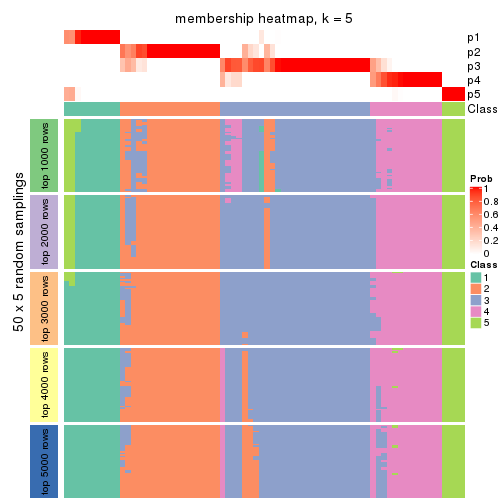 membership heatmap, k = 5
p1
p2
p3
p4
p5
Class
50 x 5 random samplings
top 1000 rows
top 2000 rows
top 3000 rows
top 4000 rows
top 5000 rows
Prob
1
0.8
0.6
0.4
0.2
0
Class
1
2
3
4
5